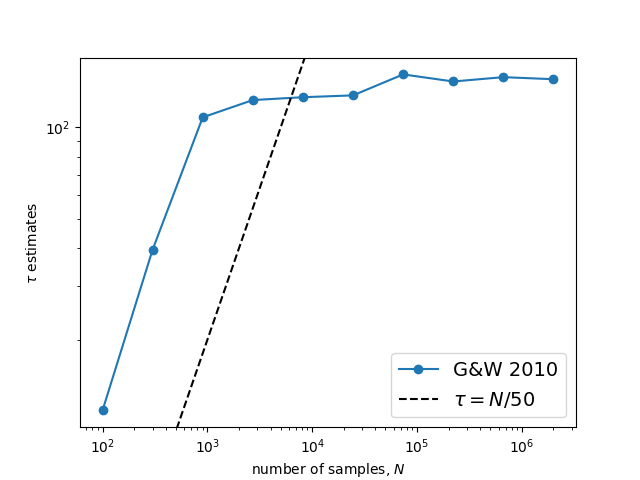 10²
τ estimates
10² 10³ 10⁴ 10⁵ 10⁶
number of samples, N
G&W 2010
τ = N/50